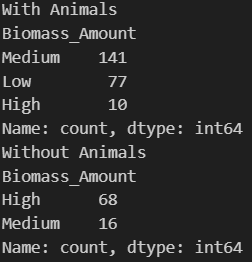 With Animals
Biomass_Amount
Medium    141
Low        77
High       10
Name: count, dtype: int64
Without Animals
Biomass_Amount
High      68
Medium    16
Name: count, dtype: int64